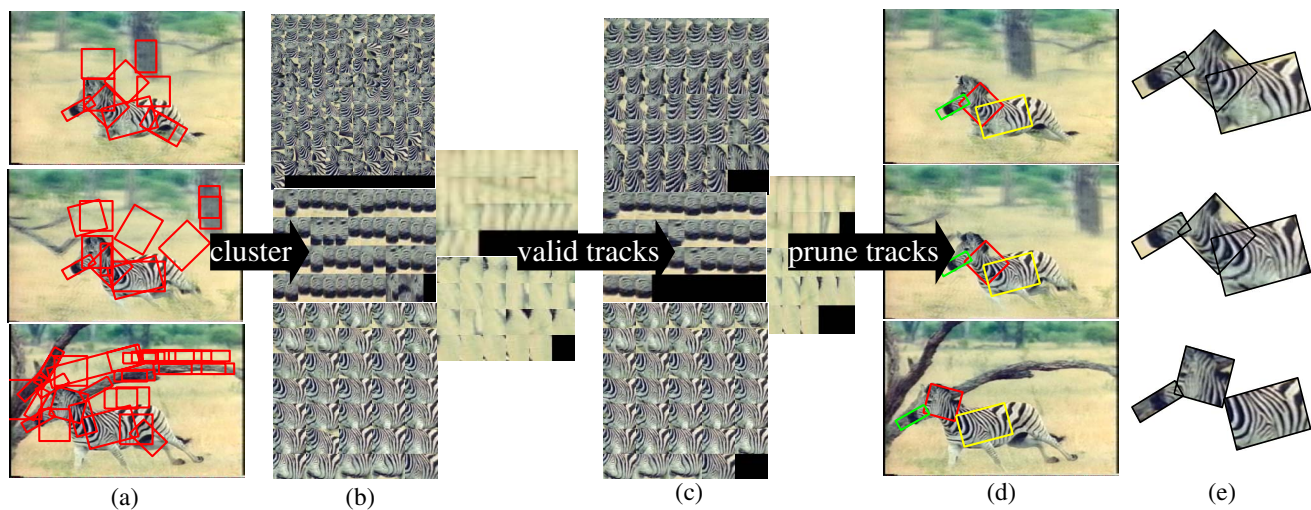 cluster
valid tracks
prune tracks
(a)
(b)
(c)
(d)
(e)